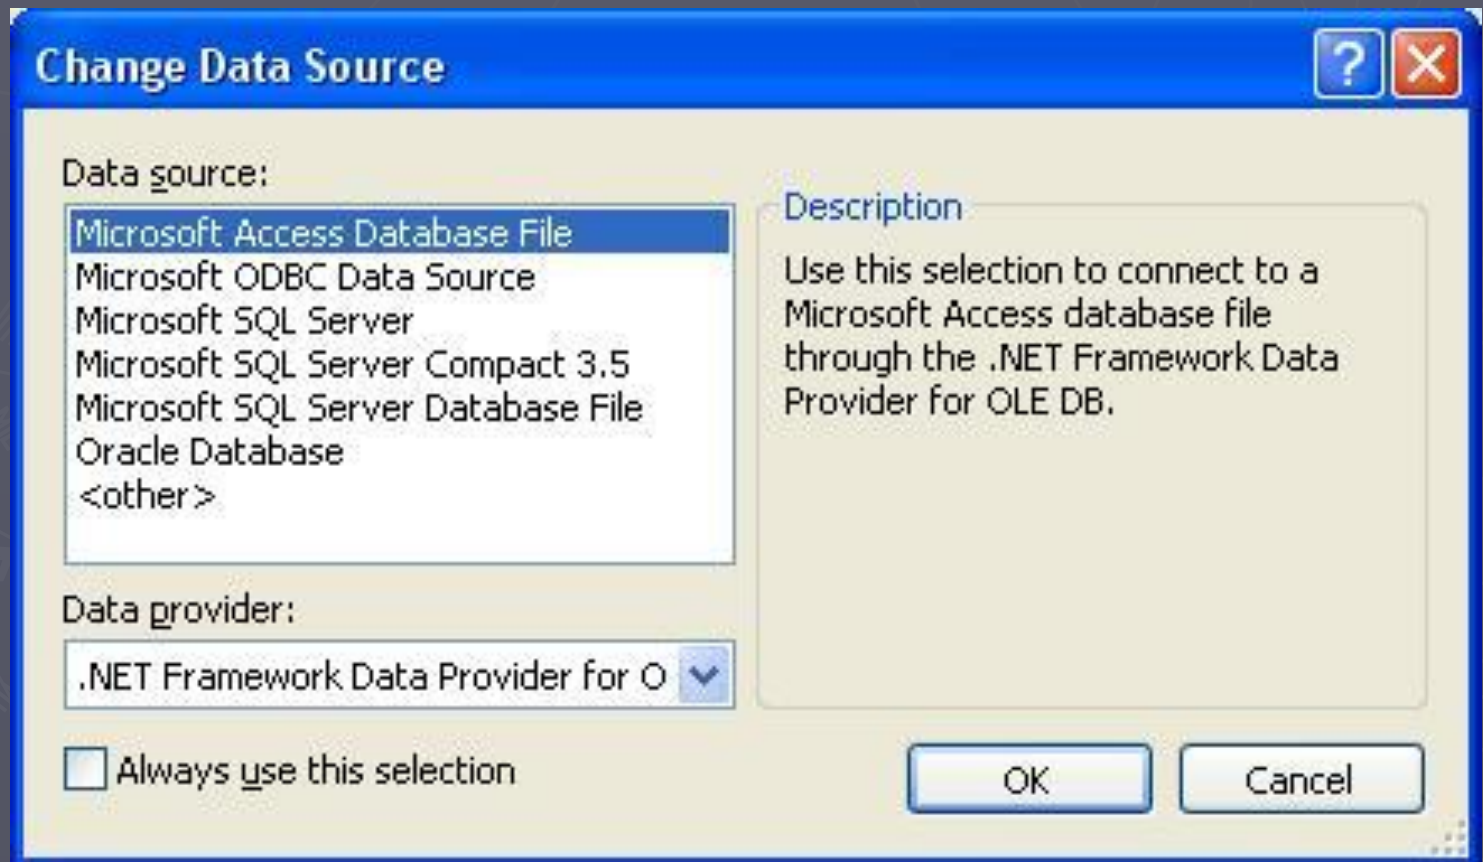 Change Data Source
Data source:
Microsoft Access Database File
Microsoft ODBC Data Source
Microsoft SQL Server
Microsoft SQL Server Compact 3.5
Microsoft SQL Server Database File
Oracle Database
<other>
Data provider:
.NET Framework Data Provider for O
Always use this selection
Description
Use this selection to connect to a
Microsoft Access database file
through the .NET Framework Data
Provider for OLE DB.
OK
Cancel